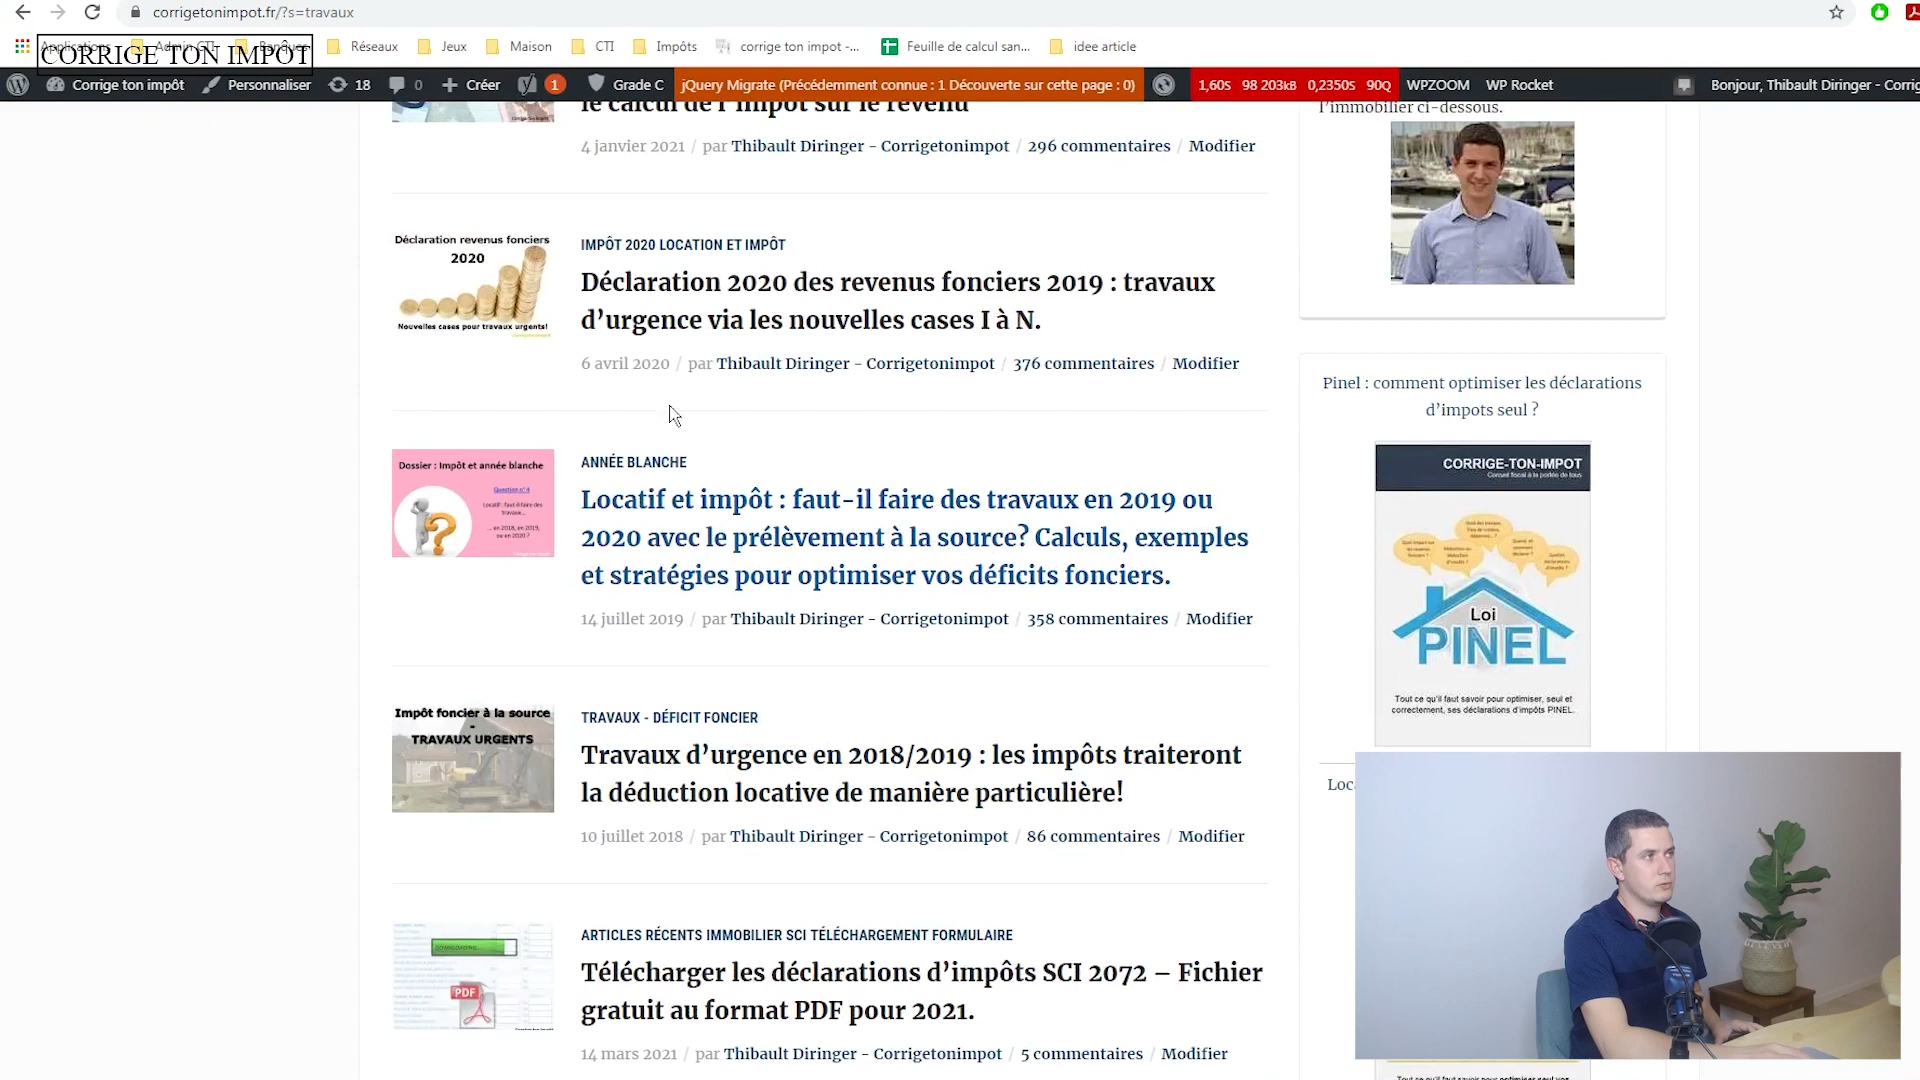 corrigetonimpot.fr/?s=travaux
Applications Admin CTI Banques Réseaux Jeux Maison CTI Impôts corrige ton impot -... Feuille de calcul san... idee article
CORRIGE TON IMPOT
Corrige ton impôt Personnaliser 18 0 Créer 1 Grade C jQuery Migrate (Précédemment connue : 1 Découverte sur cette page : 0) 1,60s 98 203kB 0,2350s 90Q WPZOOM WP Rocket Bonjour, Thibault Diringer - Corrig
le calcul de l'impôt sur le revenu
4 janvier 2021 / par Thibault Diringer - Corrigetonimpot / 296 commentaires / Modifier
Déclaration revenus fonciers
2020
Nouvelles cases pour travaux urgents!
IMPÔT 2020 LOCATION ET IMPÔT
Déclaration 2020 des revenus fonciers 2019 : travaux
d’urgence via les nouvelles cases I à N.
6 avril 2020 / par Thibault Diringer - Corrigetonimpot / 376 commentaires / Modifier
Dossier : Impôt et année blanche
Question n°4
Locatif : faut-il faire des
travaux...
... en 2018, en 2019,
ou en 2020 ?
ANNÉE BLANCHE
Locatif et impôt : faut-il faire des travaux en 2019 ou
2020 avec le prélèvement à la source? Calculs, exemples
et stratégies pour optimiser vos déficits fonciers.
14 juillet 2019 / par Thibault Diringer - Corrigetonimpot / 358 commentaires / Modifier
Impôt foncier à la source
-
TRAVAUX URGENTS
TRAVAUX - DÉFICIT FONCIER
Travaux d’urgence en 2018/2019 : les impôts traiteront
la déduction locative de manière particulière!
10 juillet 2018 / par Thibault Diringer - Corrigetonimpot / 86 commentaires / Modifier
PDF
ARTICLES RÉCENTS IMMOBILIER SCI TÉLÉCHARGEMENT FORMULAIRE
Télécharger les déclarations d’impôts SCI 2072 – Fichier
gratuit au format PDF pour 2021.
14 mars 2021 / par Thibault Diringer - Corrigetonimpot / 5 commentaires / Modifier
l’immobilier ci-dessous.
Pinel : comment optimiser les déclarations
d’impots seul ?
CORRIGE-TON-IMPOT
Conseil fiscal à la portée de tous
Loi
PINEL
Tout ce qu'il faut savoir pour optimiser, seul et
correctement, ses déclarations d'impôts PINEL.
Loc
Tout ce qu'il faut savoir pour optimiser seul vos